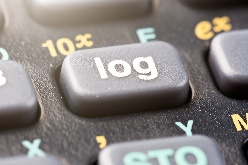 10ˣ F eˣ
log
X , Y M
STO